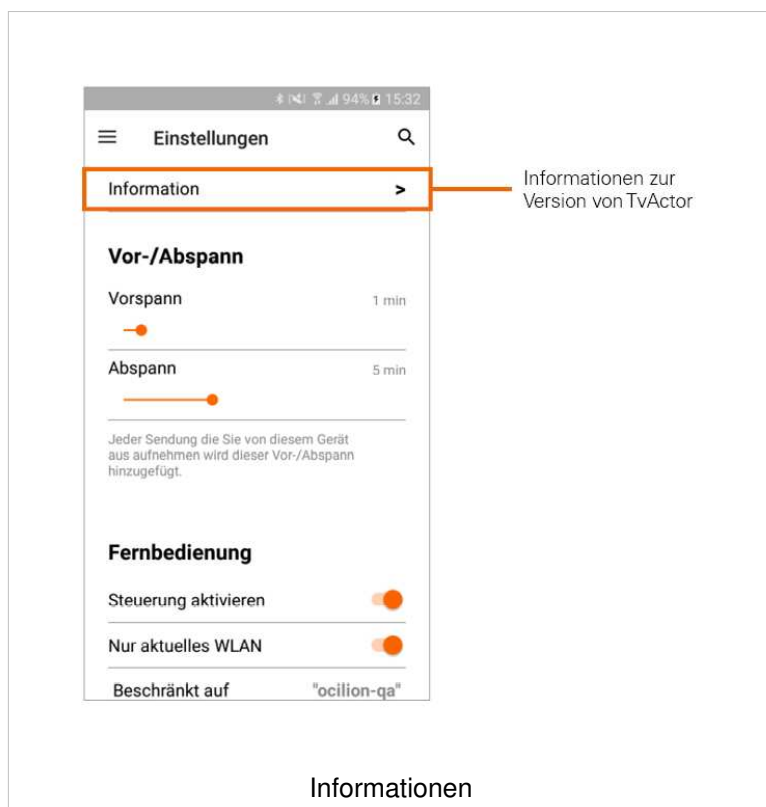 94% 15:32
Einstellungen
Information >
Informationen zur
Version von TvActor
Vor-/Abspann
Vorspann 1 min
Abspann 5 min
Jeder Sendung die Sie von diesem Gerät
aus aufnehmen wird dieser Vor-/Abspann
hinzugefügt.
Fernbedienung
Steuerung aktivieren
Nur aktuelles WLAN
Beschränkt auf "ocilion-qa"
Informationen